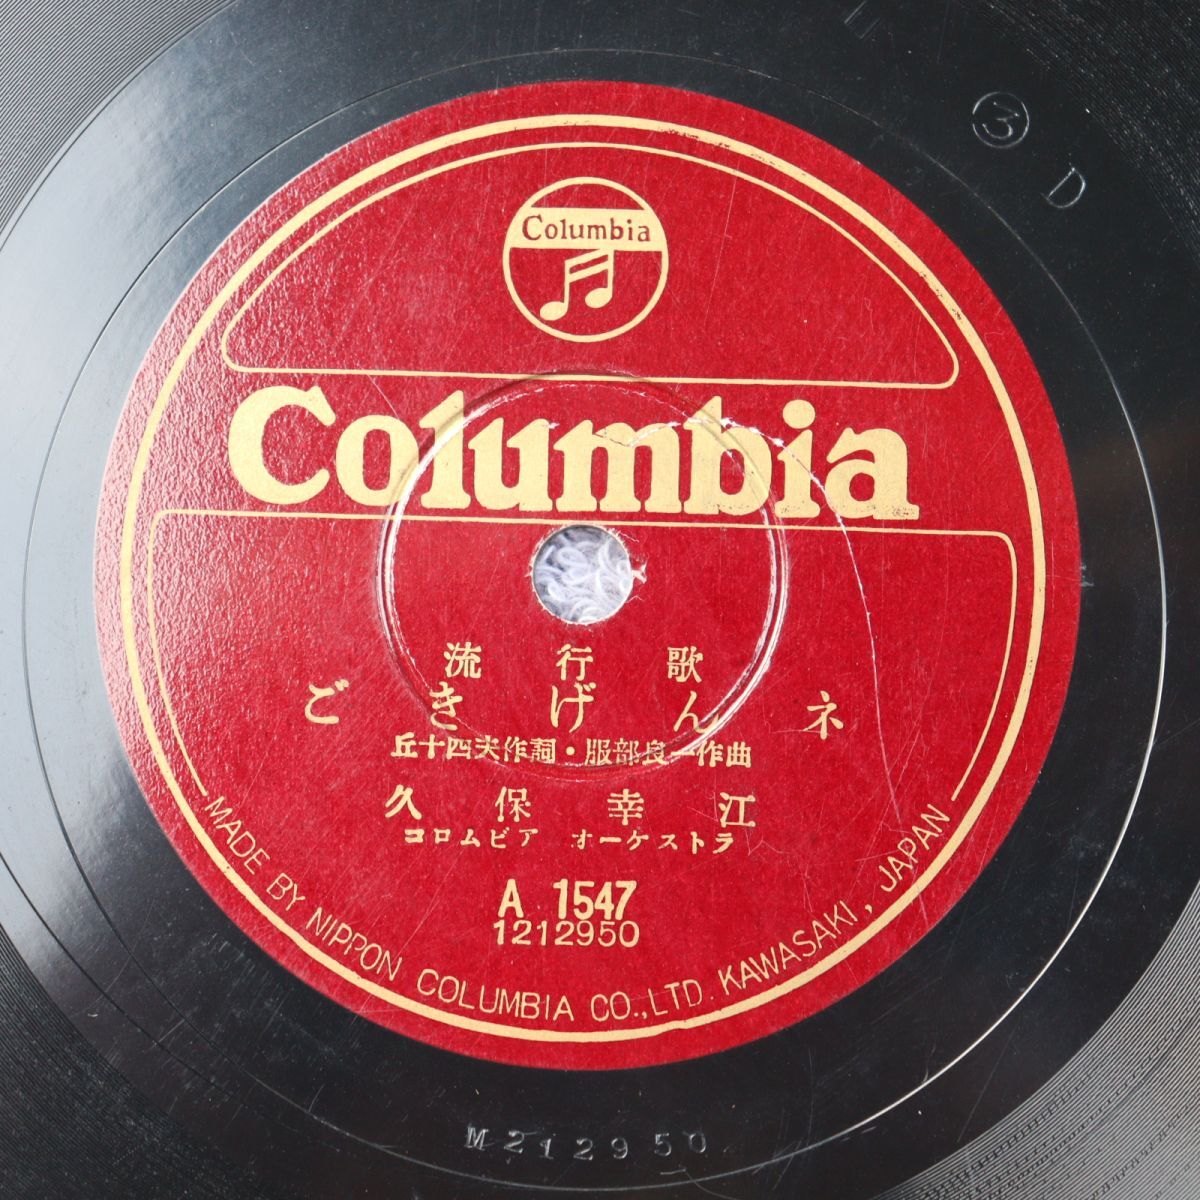 ③ D
Columbia
Columbia
流行歌
ごきげんネ
丘十四夫作詞・服部良一作曲
久保幸江
コロムビア オーケストラ
A 1547
1212950
MADE BY NIPPON COLUMBIA CO., LTD. KAWASAKI, JAPAN
M212950